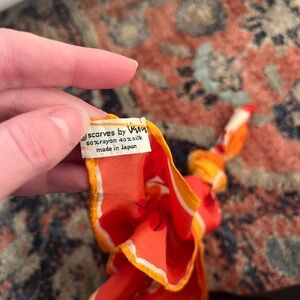 scarves by Vera
60% rayon 40% silk
made in Japan